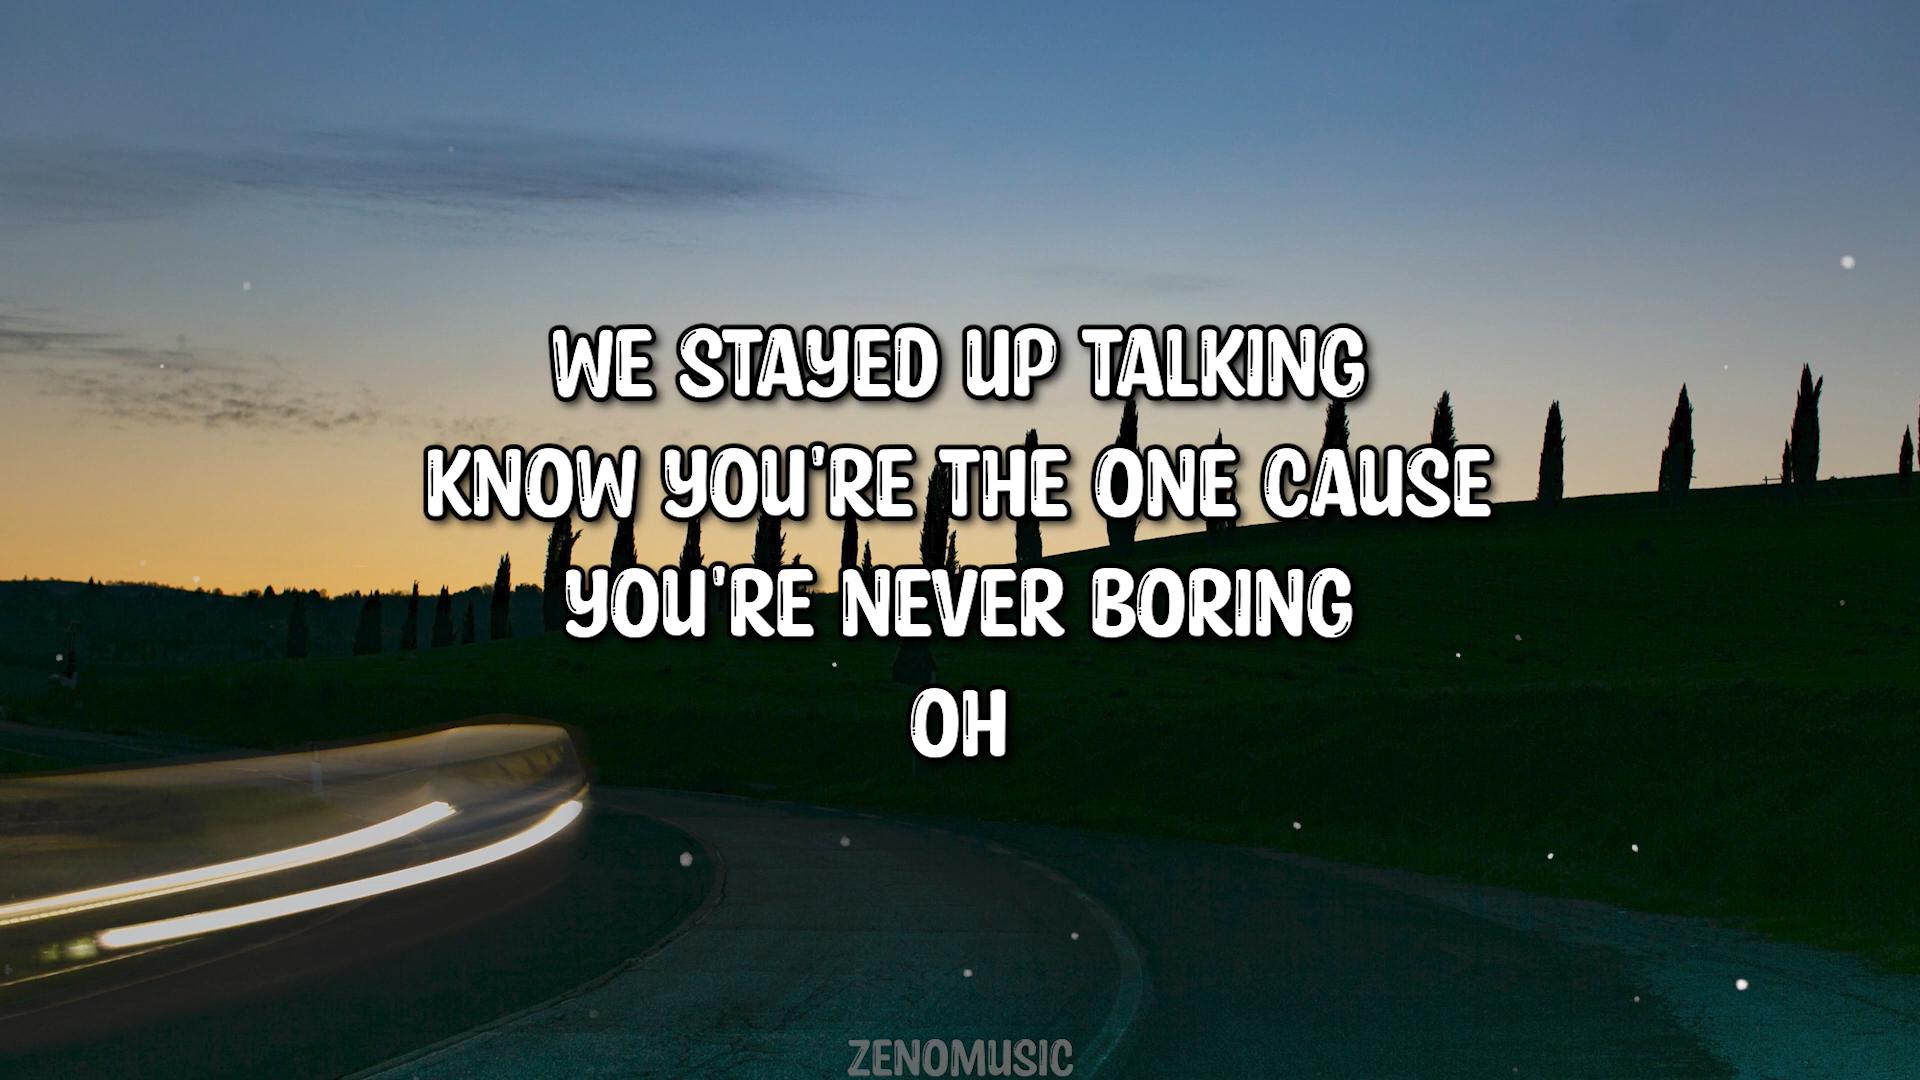 WE STAYED UP TALKING
KNOW YOU'RE THE ONE CAUSE
YOU'RE NEVER BORING
OH
ZENOMUSIC